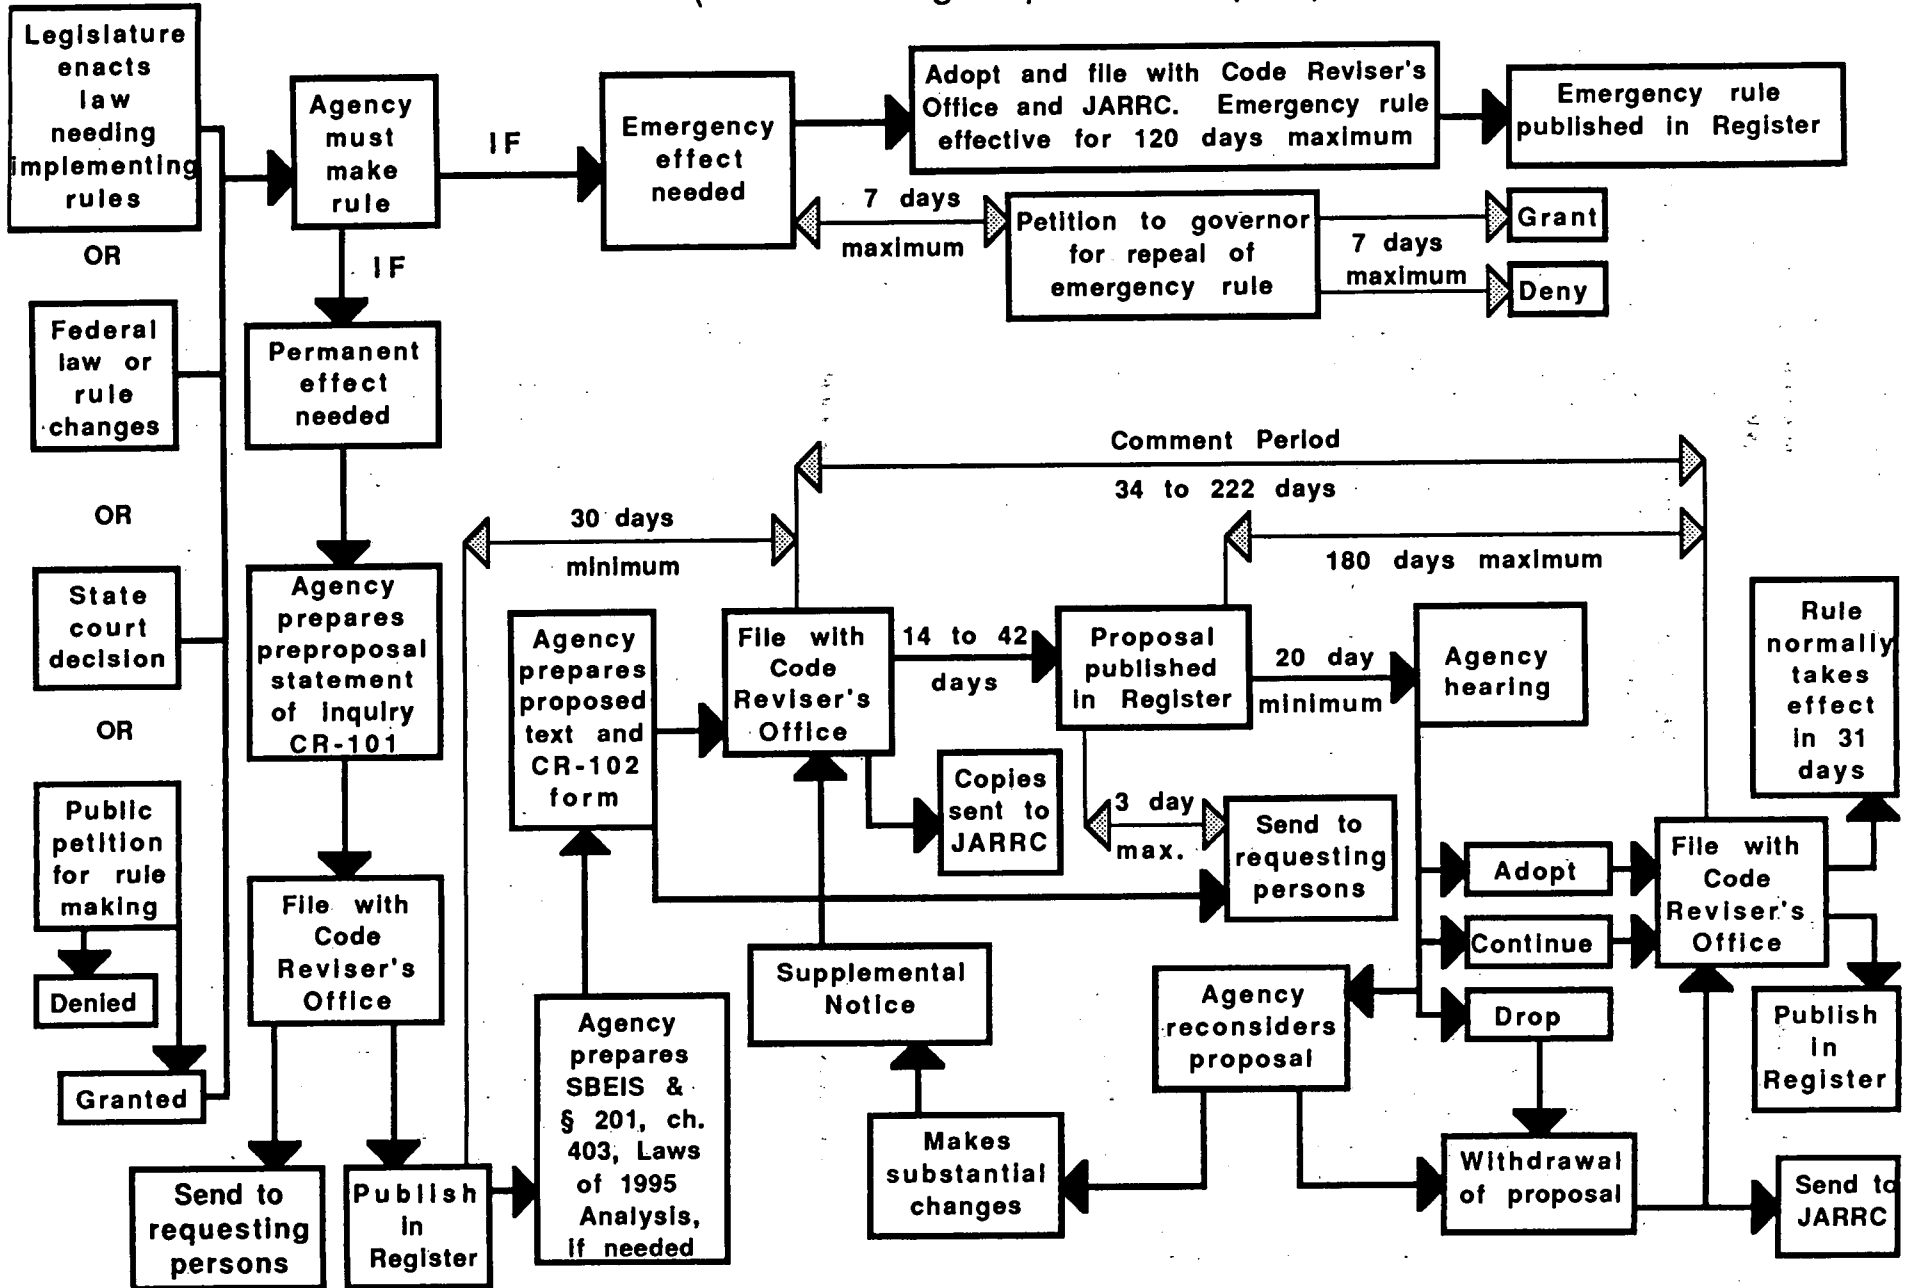 Legislature
enacts
law
needing
implementing
rules
OR
Federal
law or
rule
changes
OR
State
court
decision
OR
Public
petition
for rule
making
Denied
Granted
Agency
must
make
rule
IF
IF
Permanent
effect
needed
Agency
prepares
preproposal
statement
of inquiry
CR-101
File with
Code
Reviser's
Office
Send to
requesting
persons
Publish
in
Register
Emergency
effect
needed
Adopt and file with Code Reviser's
Office and JARRC. Emergency rule
effective for 120 days maximum
Emergency rule
published in Register
7 days
maximum
Petition to governor
for repeal of
emergency rule
7 days
maximum
Grant
Deny
Comment Period
34 to 222 days
30 days
minimum
180 days maximum
Agency
prepares
SBEIS &
§ 201, ch.
403, Laws
of 1995
Analysis,
if needed
Agency
prepares
proposed
text and
CR-102
form
File with
Code
Reviser's
Office
14 to 42
days
Copies
sent to
JARRC
Proposal
published
in Register
20 day
minimum
3 day
max.
Send to
requesting
persons
Agency
hearing
Adopt
Continue
Drop
Agency
reconsiders
proposal
Makes
substantial
changes
Supplemental
Notice
Withdrawal
of proposal
File with
Code
Reviser's
Office
Rule
normally
takes
effect
in 31
days
Publish
in
Register
Send to
JARRC